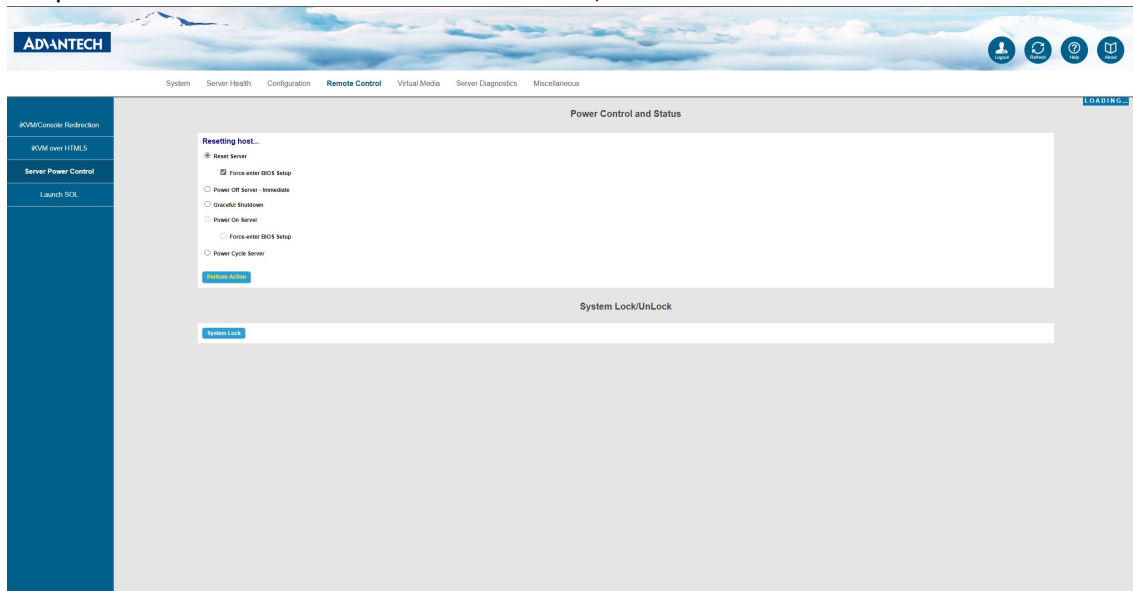 ADVANTECH
Logout Refresh Help About
System Server Health Configuration Remote Control Virtual Media Server Diagnostics Miscellaneous
LOADING...
iKVM/Console Redirection
iKVM over HTML5
Server Power Control
Launch SOL
Power Control and Status
Resetting host...
Reset Server
Force-enter BIOS Setup
Power Off Server - Immediate
Graceful Shutdown
Power On Server
Force-enter BIOS Setup
Power Cycle Server
Perform Action
System Lock/UnLock
System Lock